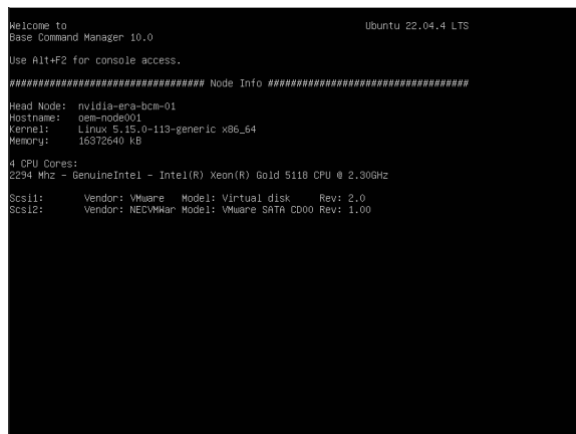 Welcome to Ubuntu 22.04.4 LTS
Base Command Manager 10.0
Use Alt+F2 for console access.
################################# Node Info ##################################
Head Node: nvidia-era-bcm-01
Hostname: oem-node001
Kernel: Linux 5.15.0-113-generic x86_64
Memory: 16372640 kB
4 CPU Cores:
2294 Mhz - GenuineIntel - Intel(R) Xeon(R) Gold 5118 CPU @ 2.30GHz
Scsi1: Vendor: VMware Model: Virtual disk Rev: 2.0
Scsi2: Vendor: NECVMWar Model: VMware SATA CD00 Rev: 1.00